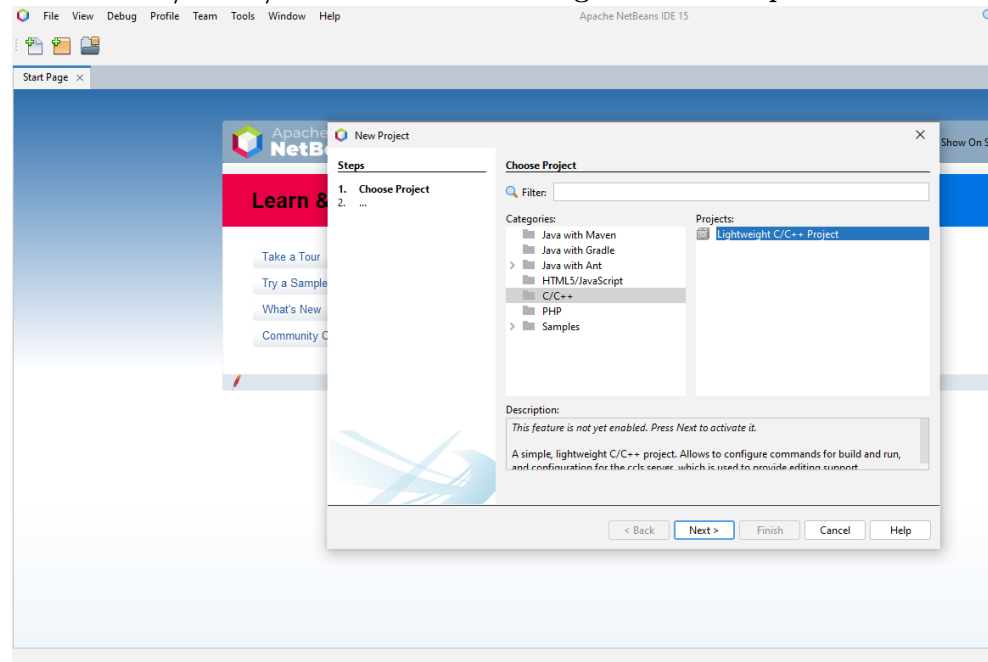 File View Debug Profile Team Tools Window Help Apache NetBeans IDE 15
Start Page ×
Apache
NetB
Show On S
Learn &
Take a Tour
Try a Sample
What's New
Community C
New Project
Steps
1. Choose Project
2. ...
Choose Project
Filter:
Categories:
Java with Maven
Java with Gradle
Java with Ant
HTML5/JavaScript
C/C++
PHP
Samples
Projects:
Lightweight C/C++ Project
Description:
This feature is not yet enabled. Press Next to activate it.
A simple, lightweight C/C++ project. Allows to configure commands for build and run,
and configuration for the ccls server, which is used to provide editing support.
< Back Next > Finish Cancel Help